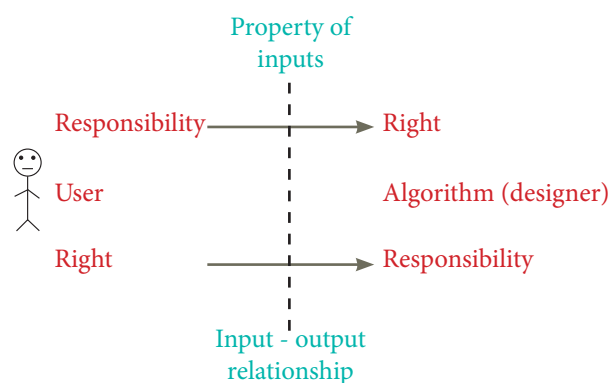 Property of
inputs
Responsibility
Right
User
Algorithm (designer)
Right
Responsibility
Input - output
relationship